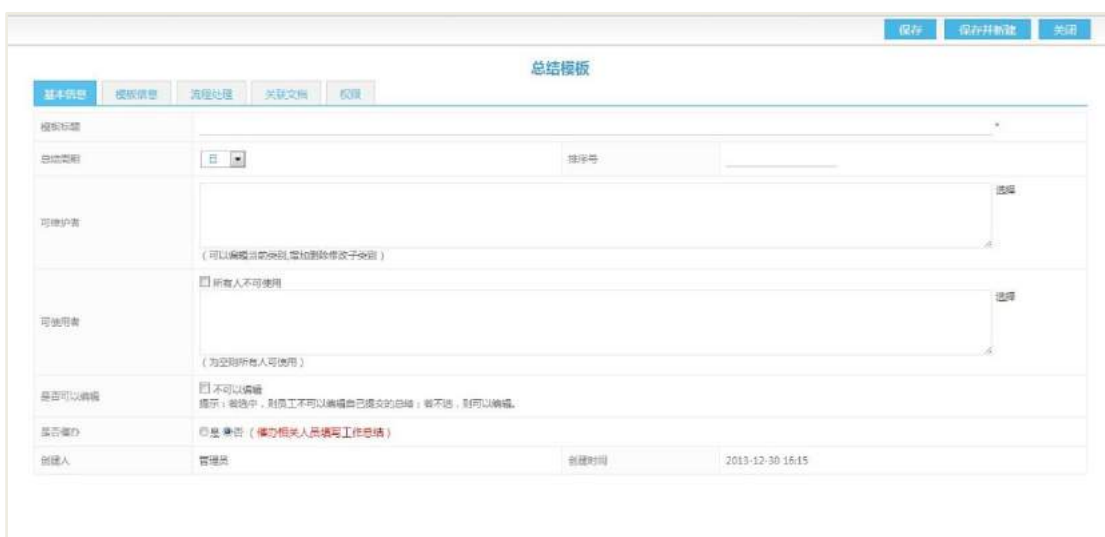 保存 保存并新建 关闭
总结模板
基本信息 模板信息 流程处理 关联文档 权限
模板标题 *
总结周期 日 排序号
可维护者 选择
(可以编辑当前类别,增加删除修改子类别)
所有人不可使用
可使用者 选择
(为空则所有人可使用)
是否可以编辑 不可以编辑
提示:若选中,则员工不可以编辑自己提交的总结;若不选,则可以编辑。
是否催办 是 否 (催办相关人员填写工作总结)
创建人 管理员 创建时间 2013-12-30 16:15